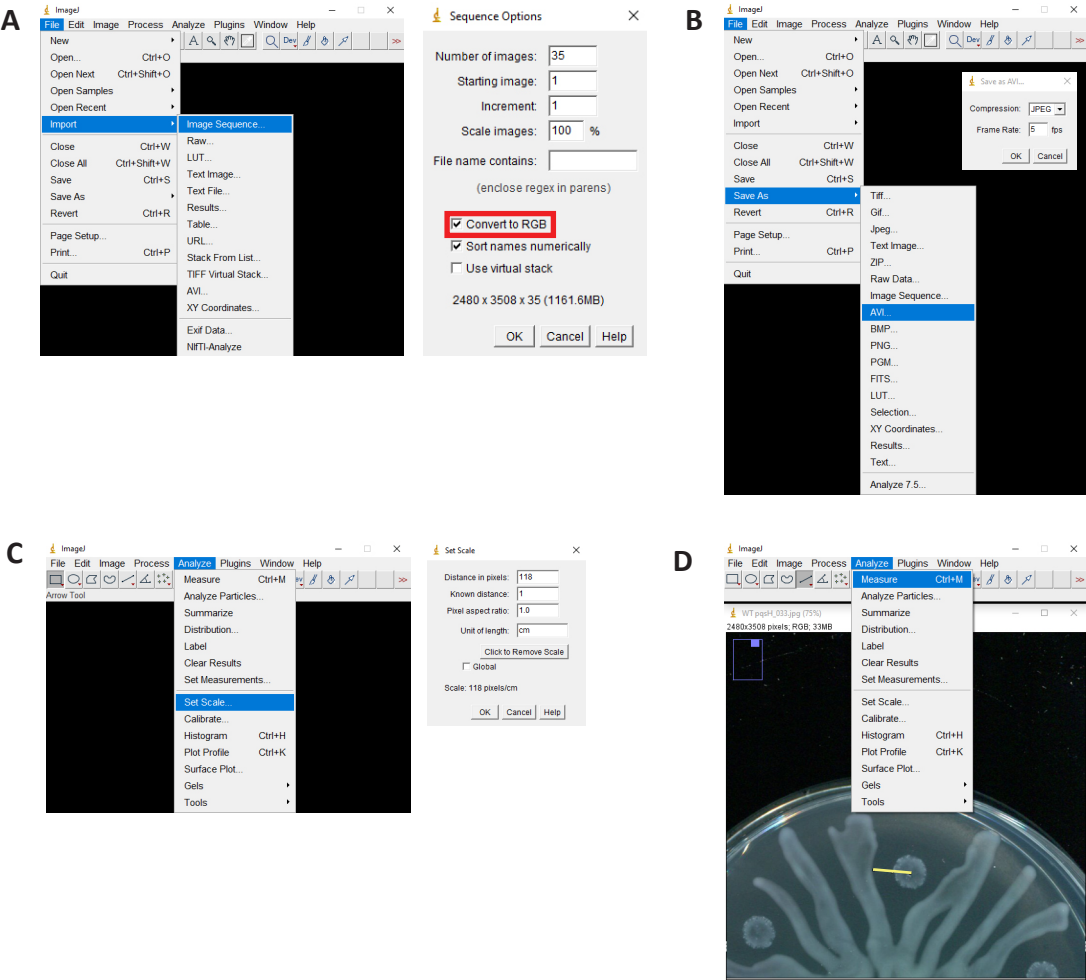 A
ImageJ
File Edit Image Process Analyze Plugins Window Help
New
Open... Ctrl+O
Open Next Ctrl+Shift+O
Open Samples
Open Recent
Import
Close Ctrl+W
Close All Ctrl+Shift+W
Save Ctrl+S
Save As
Revert Ctrl+R
Page Setup...
Print... Ctrl+P
Quit
A Dev >>
Image Sequence...
Raw...
LUT...
Text Image...
Text File...
Results...
Table...
URL...
Stack From List...
TIFF Virtual Stack...
AVI...
XY Coordinates...
Exif Data...
NIfTI-Analyze
Sequence Options
Number of images: 35
Starting image: 1
Increment: 1
Scale images: 100 %
File name contains:
(enclose regex in parens)
Convert to RGB
Sort names numerically
Use virtual stack
2480 x 3508 x 35 (1161.6MB)
OK Cancel Help
B
ImageJ
File Edit Image Process Analyze Plugins Window Help
New
Open... Ctrl+O
Open Next Ctrl+Shift+O
Open Samples
Open Recent
Import
Close Ctrl+W
Close All Ctrl+Shift+W
Save Ctrl+S
Save As
Revert Ctrl+R
Page Setup...
Print... Ctrl+P
Quit
A Dev >>
Tiff...
Gif...
Jpeg...
Text Image...
ZIP...
Raw Data...
Image Sequence...
AVI...
BMP...
PNG...
PGM...
FITS...
LUT...
Selection...
XY Coordinates...
Results...
Text...
Analyze 7.5...
Save as AVI...
Compression: JPEG
Frame Rate: 5 fps
OK Cancel
C
ImageJ
File Edit Image Process Analyze Plugins Window Help
>>
Arrow Tool
Measure Ctrl+M
Analyze Particles...
Summarize
Distribution...
Label
Clear Results
Set Measurements...
Set Scale...
Calibrate...
Histogram Ctrl+H
Plot Profile Ctrl+K
Surface Plot...
Gels
Tools
Set Scale
Distance in pixels: 118
Known distance: 1
Pixel aspect ratio: 1.0
Unit of length: cm
Click to Remove Scale
Global
Scale: 118 pixels/cm
OK Cancel Help
D
ImageJ
File Edit Image Process Analyze Plugins Window Help
>>
WT pqsH_033.jpg (75%)
2480x3508 pixels; RGB; 33MB
Measure Ctrl+M
Analyze Particles...
Summarize
Distribution...
Label
Clear Results
Set Measurements...
Set Scale...
Calibrate...
Histogram Ctrl+H
Plot Profile Ctrl+K
Surface Plot...
Gels
Tools